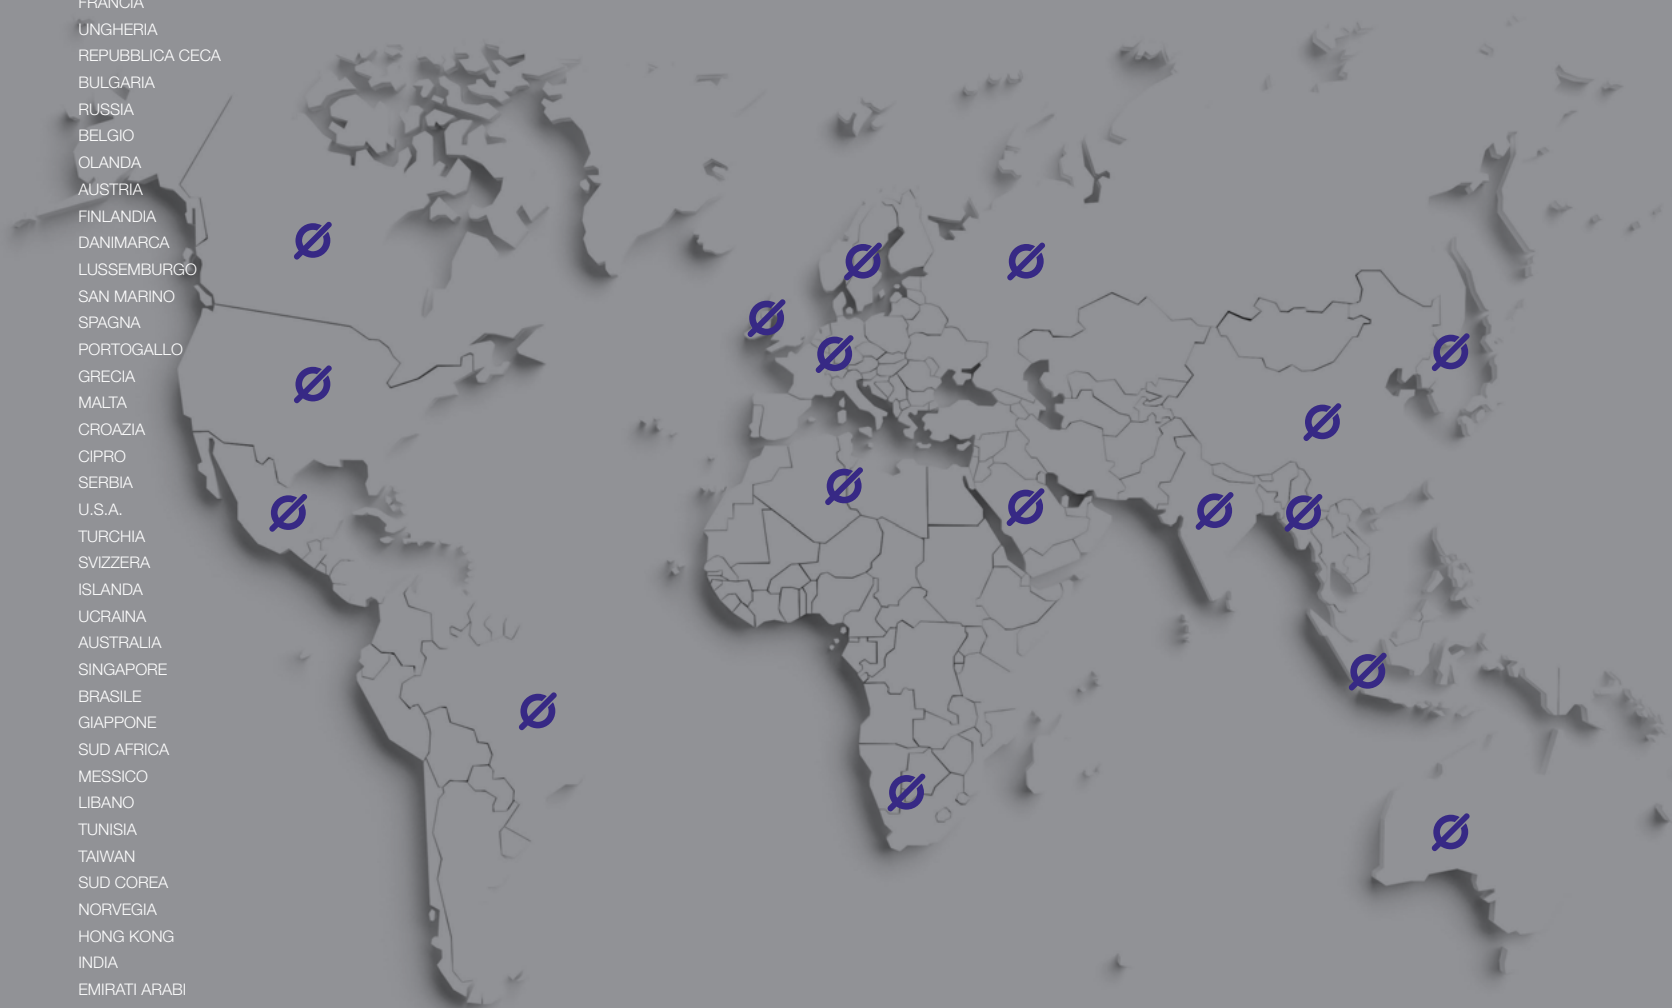 FRANCIA
UNGHERIA
REPUBBLICA CECA
BULGARIA
RUSSIA
BELGIO
OLANDA
AUSTRIA
FINLANDIA
DANIMARCA
LUSSEMBURGO
SAN MARINO
SPAGNA
PORTOGALLO
GRECIA
MALTA
CROAZIA
CIPRO
SERBIA
U.S.A.
TURCHIA
SVIZZERA
ISLANDA
UCRAINA
AUSTRALIA
SINGAPORE
BRASILE
GIAPPONE
SUD AFRICA
MESSICO
LIBANO
TUNISIA
TAIWAN
SUD COREA
NORVEGIA
HONG KONG
INDIA
EMIRATI ARABI